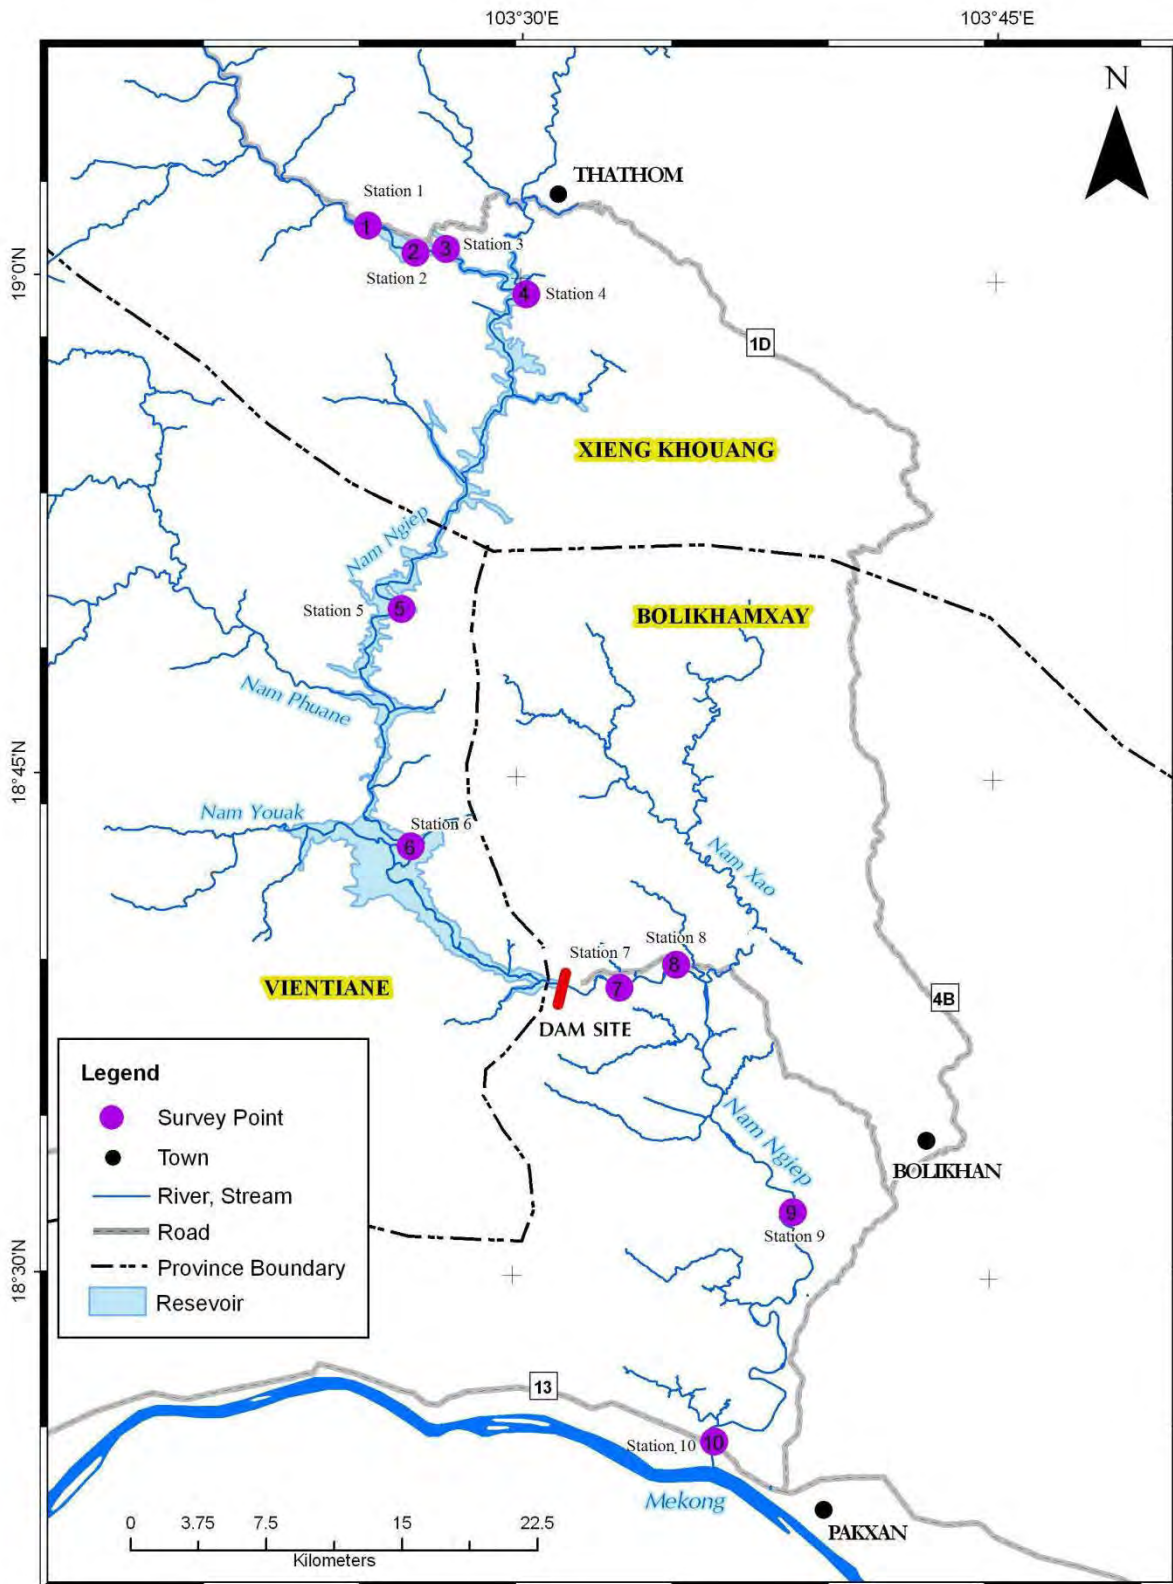 103°30'E
103°45'E
N
THATHOM
Station 1
1
2
3
Station 3
Station 2
19°0'N
4
Station 4
1D
XIENG KHOUANG
Nam Ngiep
Station 5
5
BOLIKHAMXAY
Nam Phuane
18°45'N
Nam Youak
Station 6
6
Nam Xao
Station 8
Station 7
8
7
VIENTIANE
4B
DAM SITE
Legend
Survey Point
Town
River, Stream
Road
Province Boundary
Resevoir
Nam Ngiep
BOLIKHAN
9
Station 9
18°30'N
13
Station 10
10
Mekong
PAKXAN
0
3.75
7.5
15
22.5
Kilometers